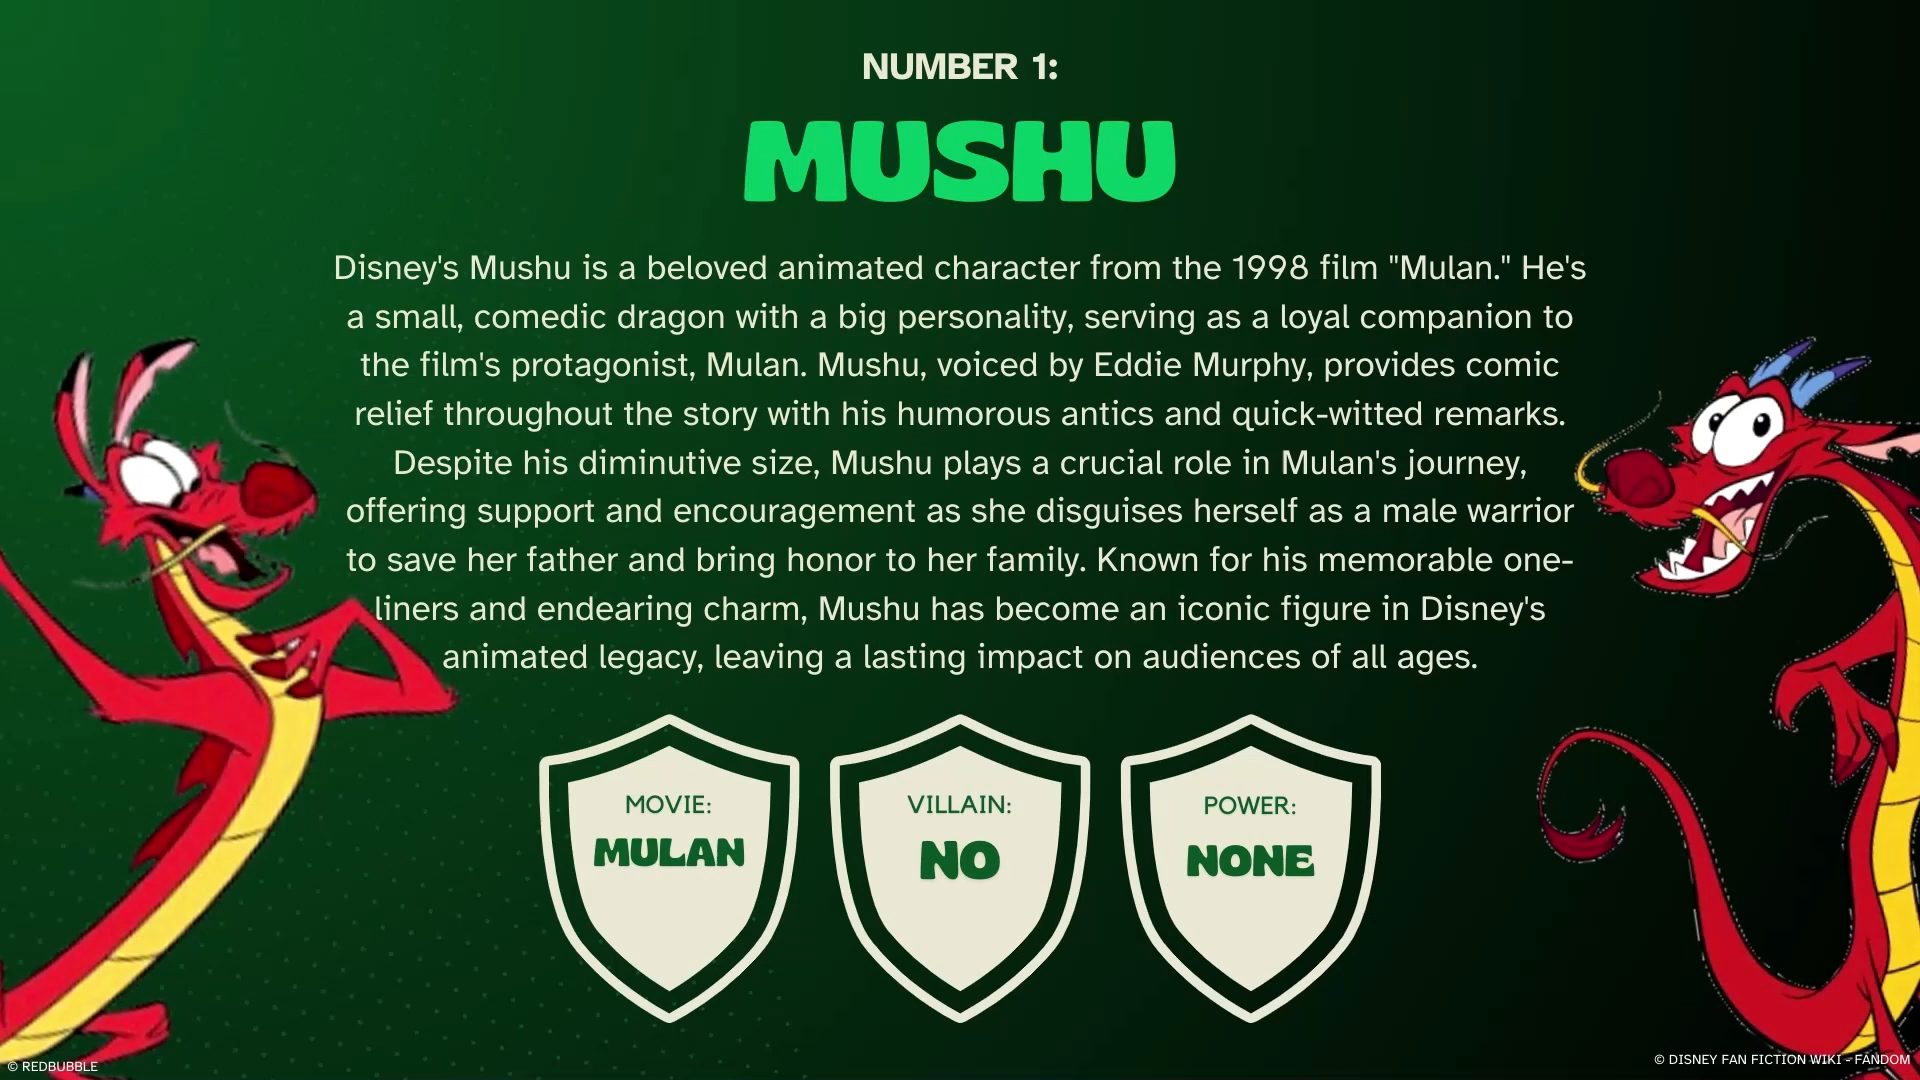 NUMBER 1:
MUSHU
Disney's Mushu is a beloved animated character from the 1998 film "Mulan." He's
a small, comedic dragon with a big personality, serving as a loyal companion to
the film's protagonist, Mulan. Mushu, voiced by Eddie Murphy, provides comic
relief throughout the story with his humorous antics and quick-witted remarks.
Despite his diminutive size, Mushu plays a crucial role in Mulan's journey,
offering support and encouragement as she disguises herself as a male warrior
to save her father and bring honor to her family. Known for his memorable one-
liners and endearing charm, Mushu has become an iconic figure in Disney's
animated legacy, leaving a lasting impact on audiences of all ages.
MOVIE:
MULAN
VILLAIN:
NO
POWER:
NONE
© REDBUBBLE
© DISNEY FAN FICTION WIKI - FANDOM